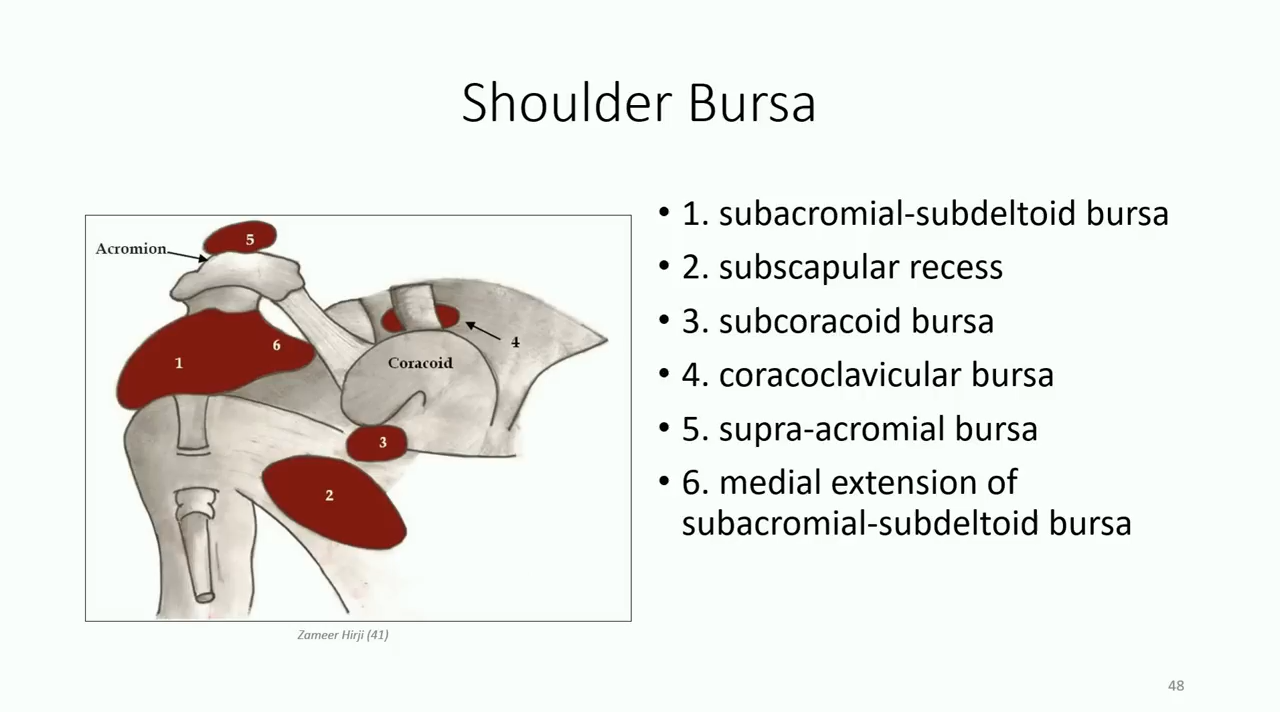 Shoulder Bursa
Acromion
5
1
6
4
Coracoid
3
2
Zameer Hirji (41)
• 1. subacromial-subdeltoid bursa
• 2. subscapular recess
• 3. subcoracoid bursa
• 4. coracoclavicular bursa
• 5. supra-acromial bursa
• 6. medial extension of
subacromial-subdeltoid bursa
48